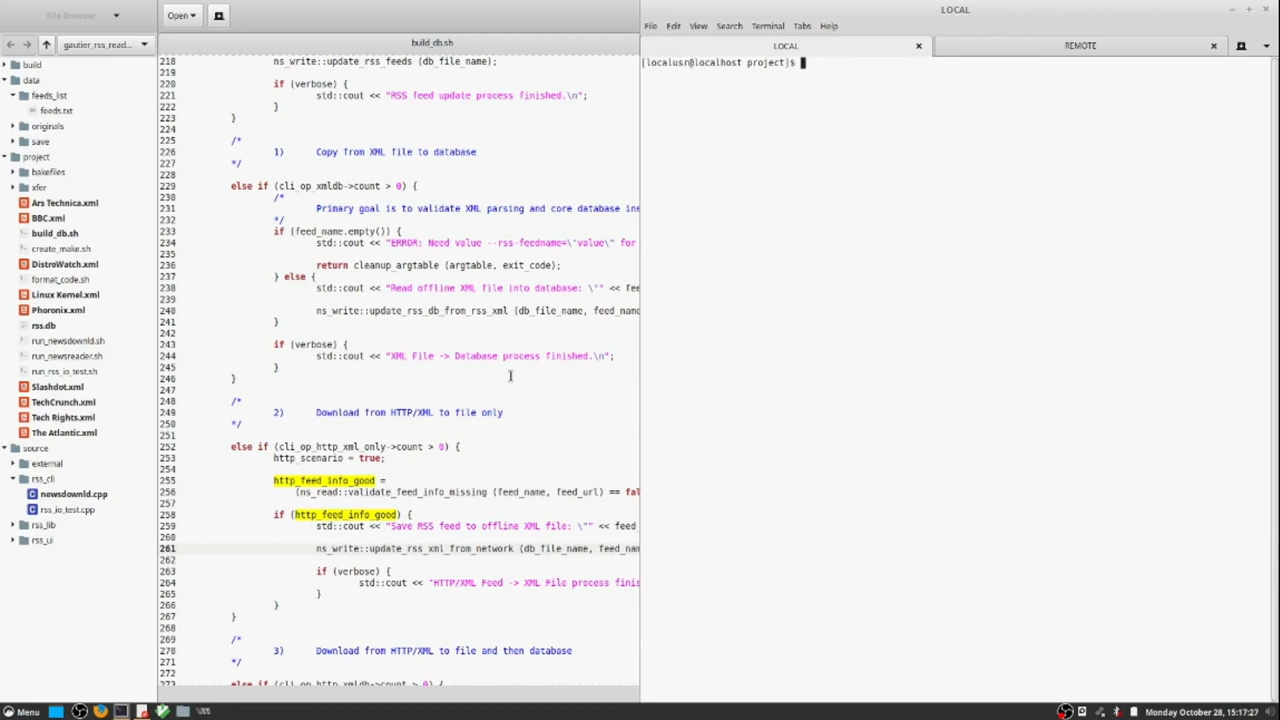 File Browser
gautier_rss_read...
build
data
feeds_list
feeds.txt
originals
save
project
bakefiles
xfer
Ars Technica.xml
BBC.xml
build_db.sh
create_make.sh
DistroWatch.xml
format_code.sh
Linux Kernel.xml
Phoronix.xml
rss.db
run_newsdownld.sh
run_newsreader.sh
run_rss_io_test.sh
Slashdot.xml
TechCrunch.xml
Tech Rights.xml
The Atlantic.xml
source
external
rss_cli
newsdownld.cpp
rss_io_test.cpp
rss_lib
rss_ui
Open
build_db.sh
218 ns_write::update_rss_feeds (db_file_name);
219
220 if (verbose) {
221 std::cout << "RSS feed update process finished.\n";
222 }
223 }
224
225 /*
226 1) Copy from XML file to database
227 */
228
229 else if (cli_op_xmldb->count > 0) {
230 /*
231 Primary goal is to validate XML parsing and core database ins
232 */
233 if (feed_name.empty()) {
234 std::cout << "ERROR: Need value --rss-feedname=\"value\" for
235
236 return cleanup_argtable (argtable, exit_code);
237 } else {
238 std::cout << "Read offline XML file into database: \"" << fee
239
240 ns_write::update_rss_db_from_rss_xml (db_file_name, feed_name
241 }
242
243 if (verbose) {
244 std::cout << "XML File -> Database process finished.\n";
245 }
246 }
247
248 /*
249 2) Download from HTTP/XML to file only
250 */
251
252 else if (cli_op_http_xml_only->count > 0) {
253 http_scenario = true;
254
255 http_feed_info_good =
256 (ns_read::validate_feed_info_missing (feed_name, feed_url) == fal
257
258 if (http_feed_info_good) {
259 std::cout << "Save RSS feed to offline XML file: \"" << feed
260
261 ns_write::update_rss_xml_from_network (db_file_name, feed_nam
262
263 if (verbose) {
264 std::cout << "HTTP/XML Feed -> XML File process finis
265 }
266 }
267 }
268
269 /*
270 3) Download from HTTP/XML to file and then database
271 */
272
273 else if (cli_op_http_xmldb->count > 0) {
LOCAL
File Edit View Search Terminal Tabs Help
LOCAL REMOTE
[localusr@localhost project]$
Menu
Monday October 28, 15:17:27